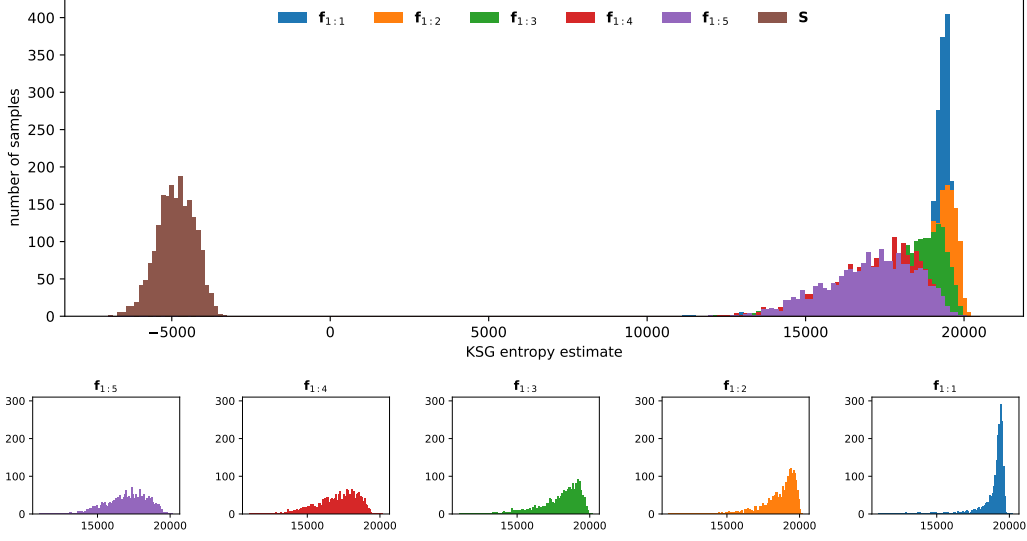 f1:1 f1:2 f1:3 f1:4 f1:5 S
400
350
300
250
200
150
100
50
0
number of samples
−5000 0 5000 10000 15000 20000
KSG entropy estimate
f1:5 f1:4 f1:3 f1:2 f1:1
300 300 300 300 300
200 200 200 200 200
100 100 100 100 100
0 0 0 0 0
15000 20000 15000 20000 15000 20000 15000 20000 15000 20000